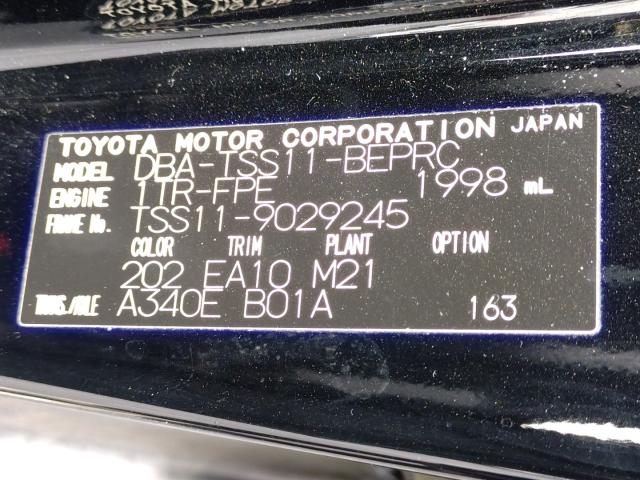 TOYOTA MOTOR CORPORATION JAPAN
MODEL DBA-TSS11-BEPRC
ENGINE 1TR-FPE 1998 mL
FRAME No. TSS11-9029245
COLOR TRIM PLANT OPTION
202 EA10 M21
TRANS./AXLE A340E B01A 163